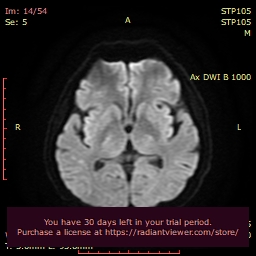 Im: 14/54
Se: 5
A
STP105
STP105
M
Ax DWI B 1000
R
L
You have 30 days left in your trial period.
Purchase a license at https://radiantviewer.com/store/